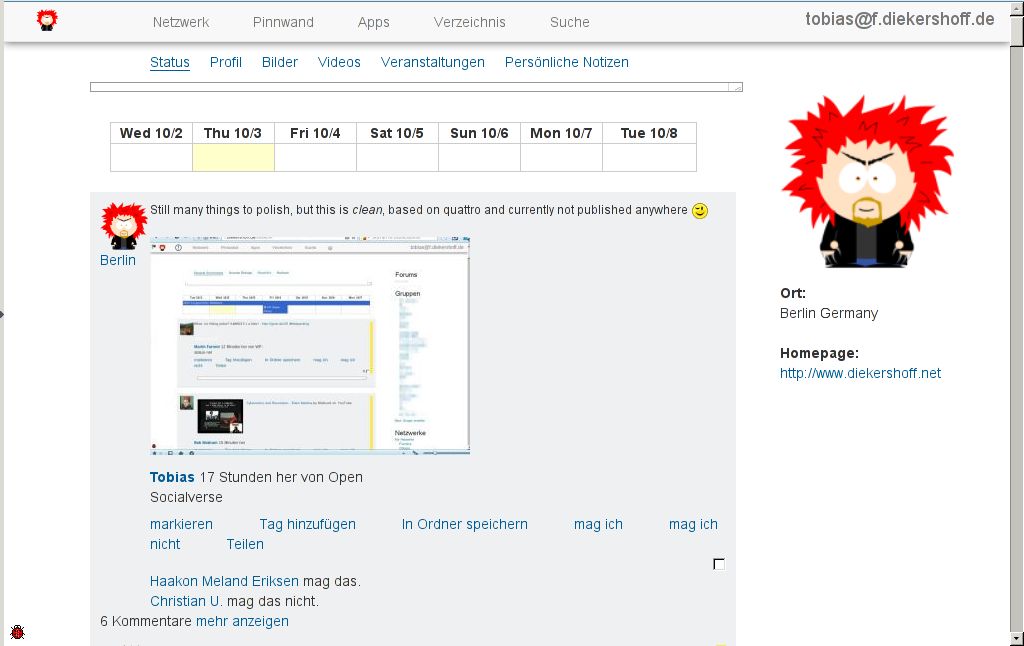 Netzwerk Pinnwand Apps Verzeichnis Suche tobias@f.diekershoff.de
Status Profil Bilder Videos Veranstaltungen Persönliche Notizen
Wed 10/2 Thu 10/3 Fri 10/4 Sat 10/5 Sun 10/6 Mon 10/7 Tue 10/8
Still many things to polish, but this is clean, based on quattro and currently not published anywhere
Berlin
Forums
Gruppen
Netzwerke
Tobias 17 Stunden her von Open
Socialverse
markieren Tag hinzufügen In Ordner speichern mag ich mag ich
nicht Teilen
Haakon Meland Eriksen mag das.
Christian U. mag das nicht.
6 Kommentare mehr anzeigen
Ort:
Berlin Germany
Homepage:
http://www.diekershoff.net